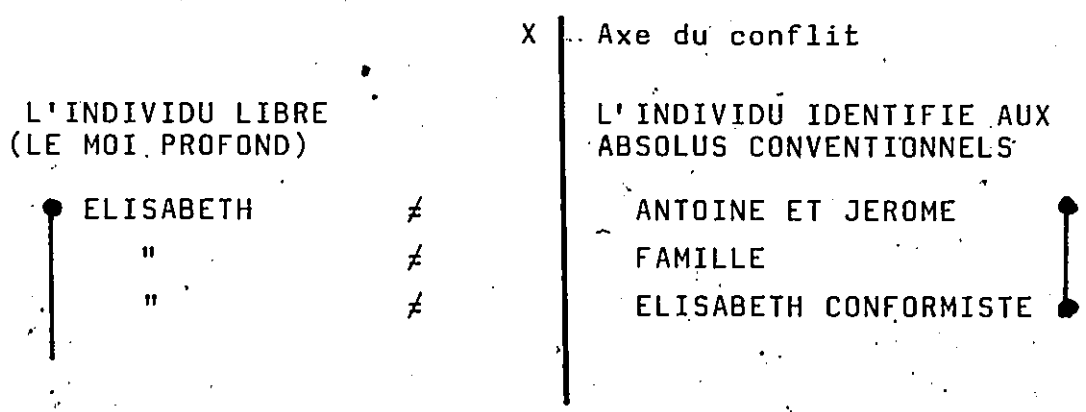 X Axe du conflit
L'INDIVIDU LIBRE L'INDIVIDU IDENTIFIE AUX
(LE MOI PROFOND) ABSOLUS CONVENTIONNELS
ELISABETH ≠ ANTOINE ET JEROME
" ≠ FAMILLE
" ≠ ELISABETH CONFORMISTE